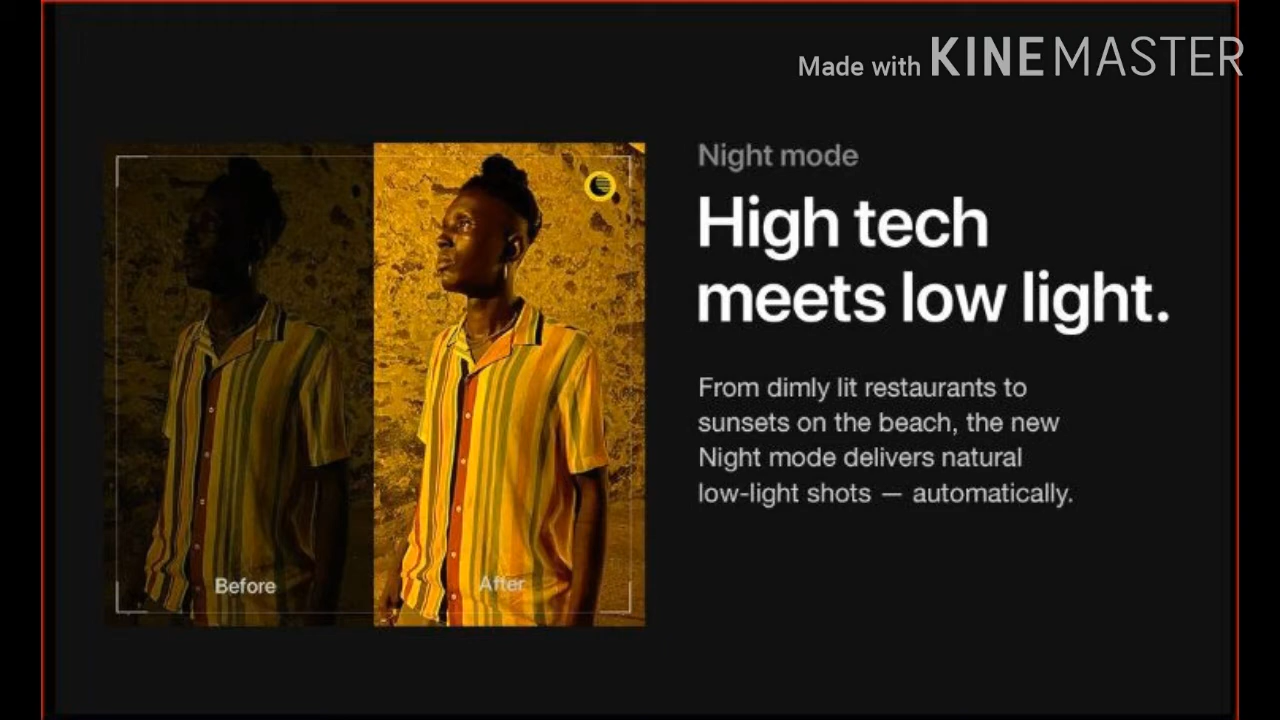 Made with KINEMASTER
Night mode
High tech
meets low light.
From dimly lit restaurants to
sunsets on the beach, the new
Night mode delivers natural
low-light shots — automatically.
Before
After